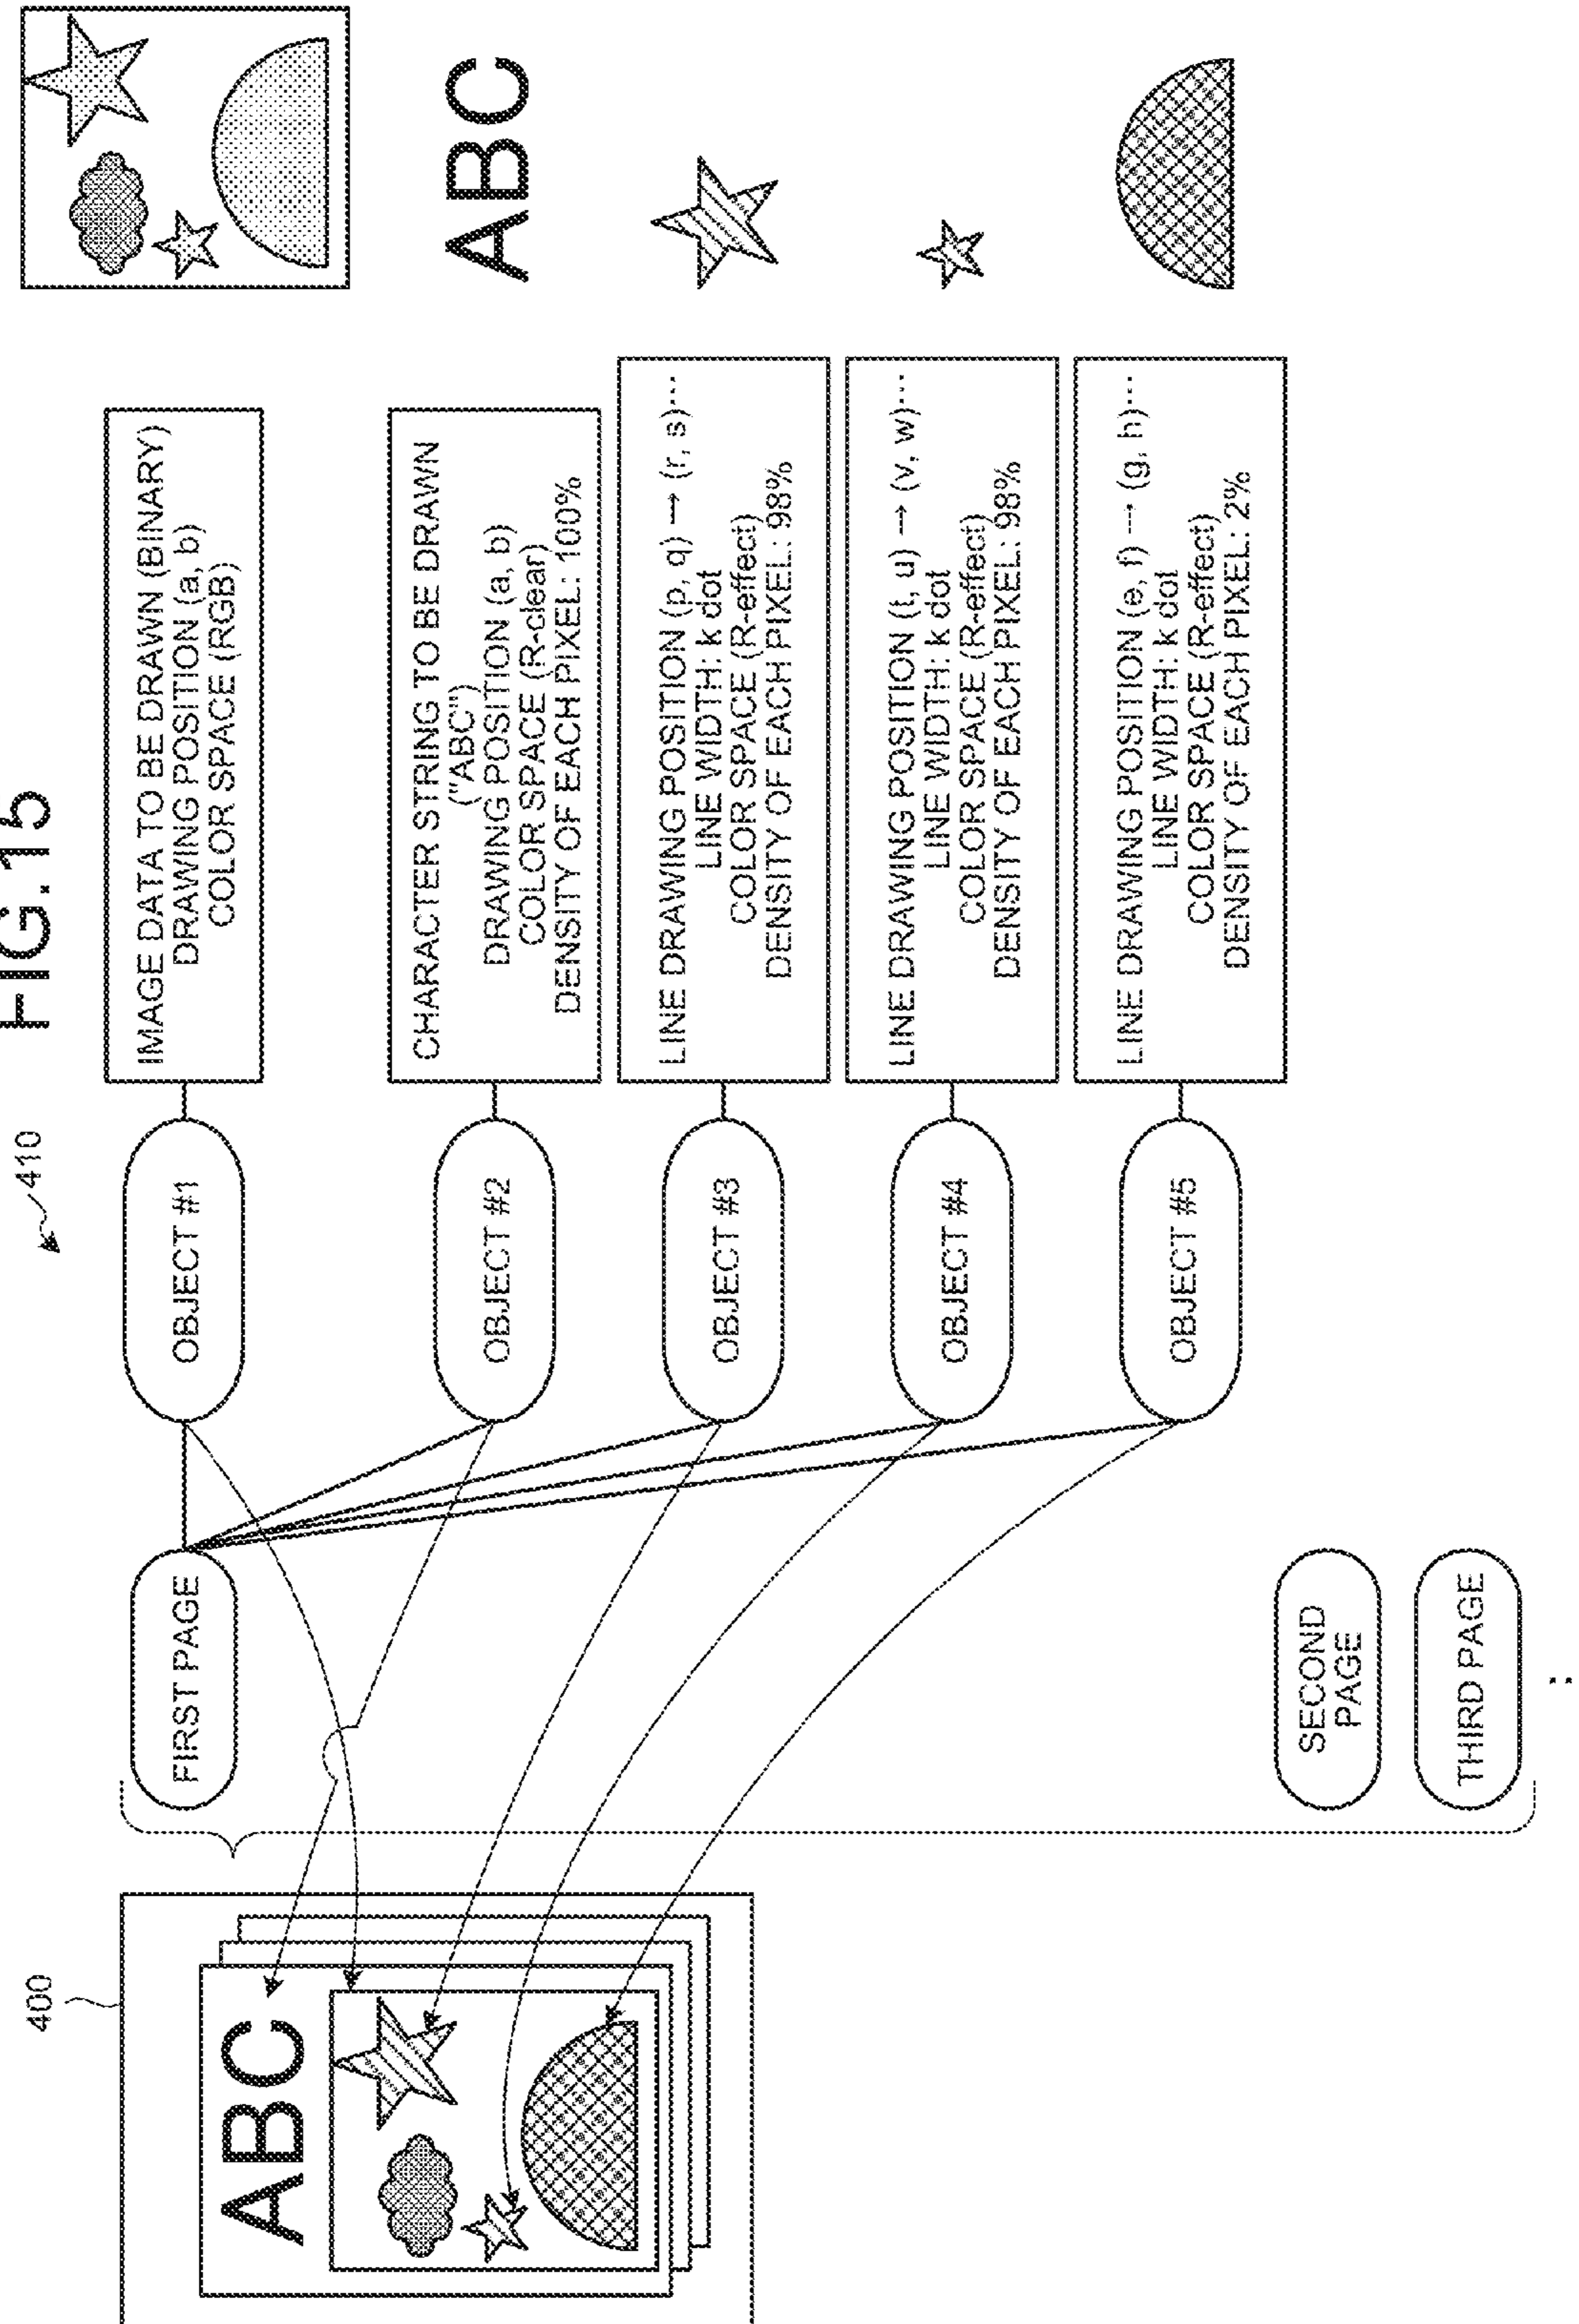 FIG.15
410
400
ABC
FIRST PAGE
OBJECT #1
IMAGE DATA TO BE DRAWN (BINARY)
DRAWING POSITION (a, b)
COLOR SPACE (RGB)
OBJECT #2
CHARACTER STRING TO BE DRAWN
("ABC")
DRAWING POSITION (a, b)
COLOR SPACE (R-clear)
DENSITY OF EACH PIXEL: 100%
ABC
OBJECT #3
LINE DRAWING POSITION (p, q) → (r, s)···
LINE WIDTH: k dot
COLOR SPACE (R-effect)
DENSITY OF EACH PIXEL: 98%
OBJECT #4
LINE DRAWING POSITION (t, u) → (v, w)···
LINE WIDTH: k dot
COLOR SPACE (R-effect)
DENSITY OF EACH PIXEL: 98%
OBJECT #5
LINE DRAWING POSITION (e, f) → (g, h)···
LINE WIDTH: k dot
COLOR SPACE (R-effect)
DENSITY OF EACH PIXEL: 2%
SECOND
PAGE
THIRD PAGE